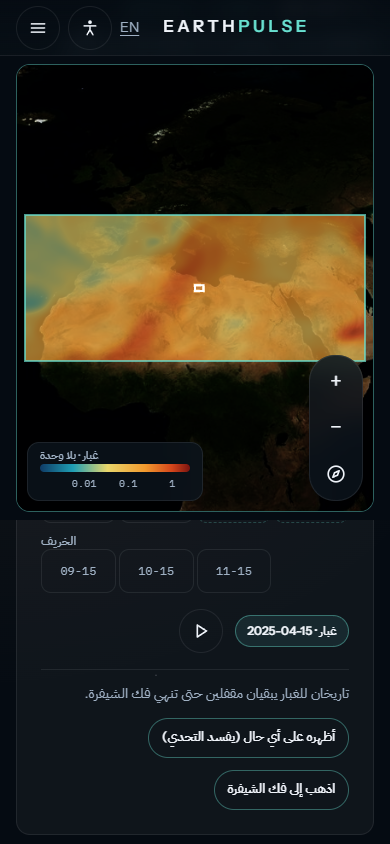 EN
EARTHPULSE
+
−
غبار · بلا وحدة
0.01 0.1 1
الخريف
09-15 10-15 11-15
غبار · 2025-04-15
تاريخان للغبار يبقيان مقفلين حتى تنهي فك الشيفرة.
أظهره على أي حال (يفسد التحدي)
اذهب إلى فك الشيفرة